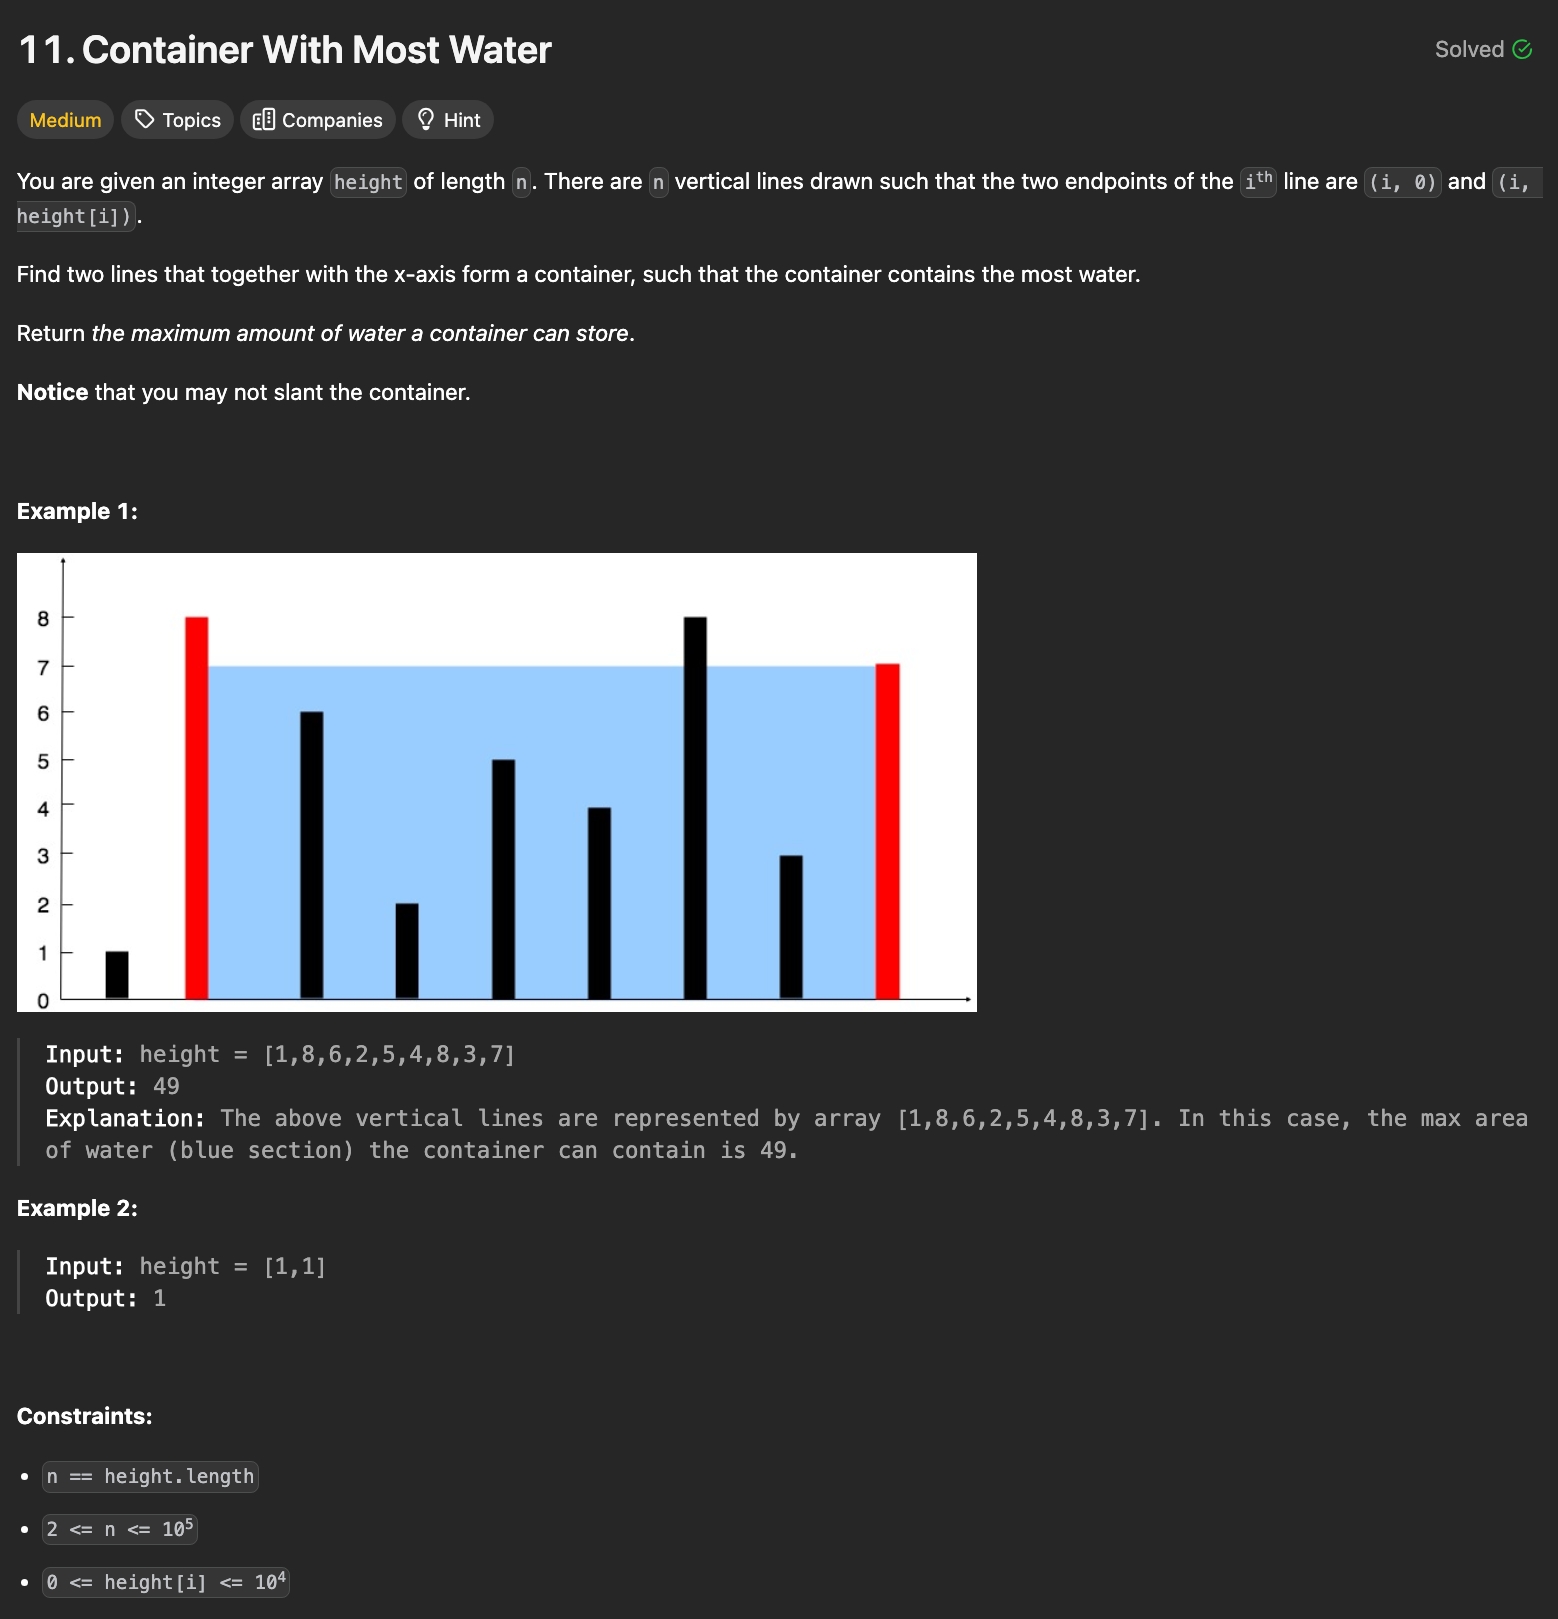 11. Container With Most Water
Solved
Medium
Topics
Companies
Hint
You are given an integer array height of length n. There are n vertical lines drawn such that the two endpoints of the ith line are (i, 0) and (i,
height[i]).
Find two lines that together with the x-axis form a container, such that the container contains the most water.
Return the maximum amount of water a container can store.
Notice that you may not slant the container.
Example 1:
8
7
6
5
4
3
2
1
0
Input: height = [1,8,6,2,5,4,8,3,7]
Output: 49
Explanation: The above vertical lines are represented by array [1,8,6,2,5,4,8,3,7]. In this case, the max area
of water (blue section) the container can contain is 49.
Example 2:
Input: height = [1,1]
Output: 1
Constraints:
• n == height.length
• 2 <= n <= 10⁵
• 0 <= height[i] <= 10⁴